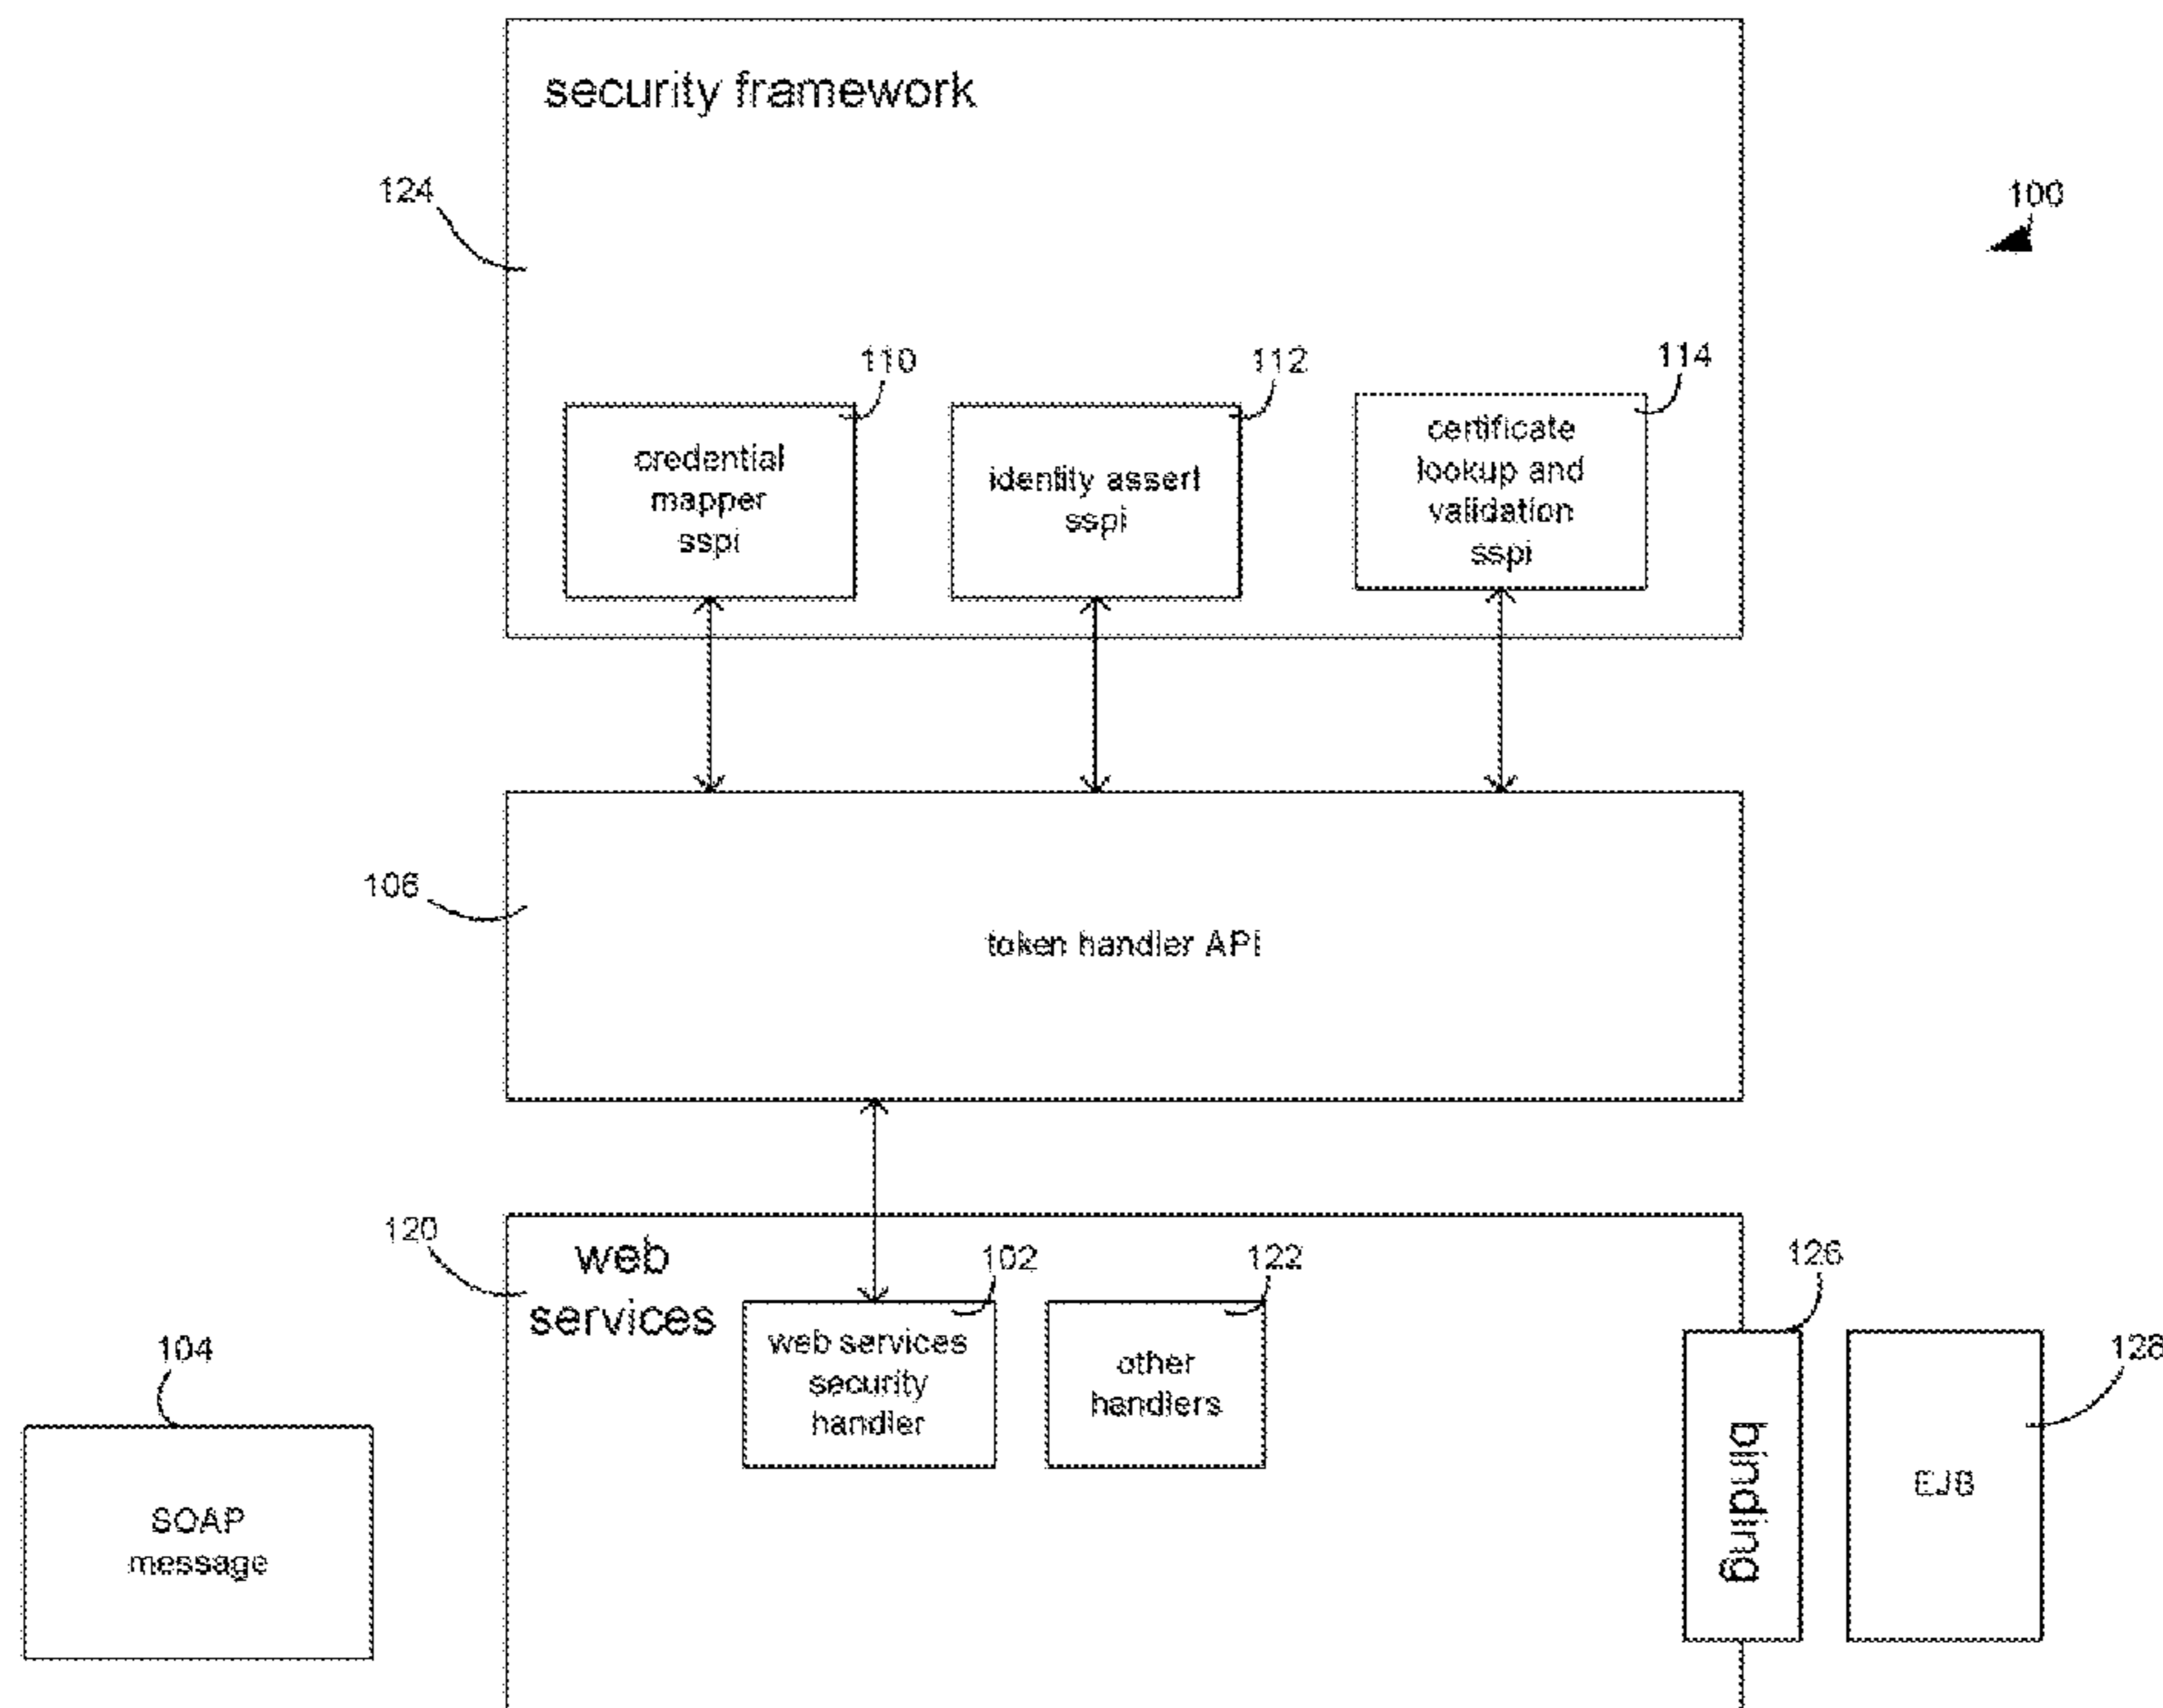 security framework
124
100
110
112
114
credential
mapper
sspi
identity assert
sspi
certificate
lookup and
validation
sspi
106
token handler API
120
web
services
102
122
126
128
104
web services
security
handler
other
handlers
binding
EJB
SOAP
message